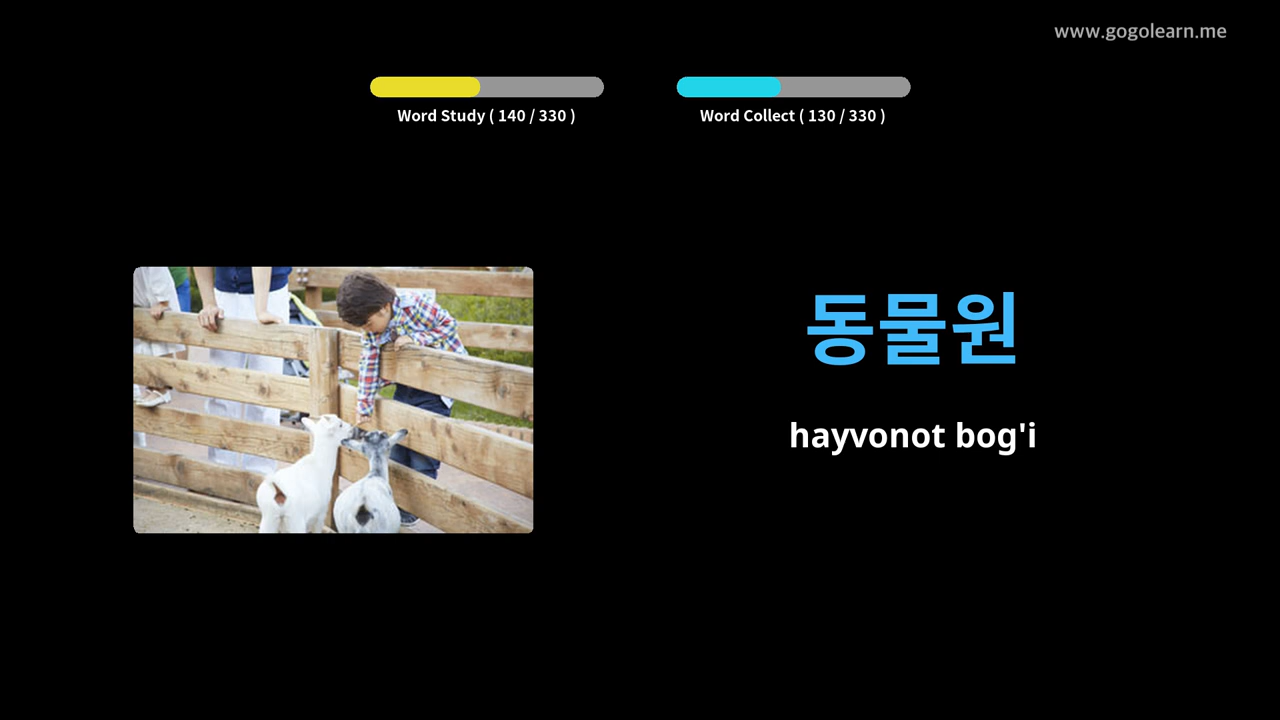 www.gogolearn.me
Word Study ( 140 / 330 )
Word Collect ( 130 / 330 )
동물원
hayvonot bog'i